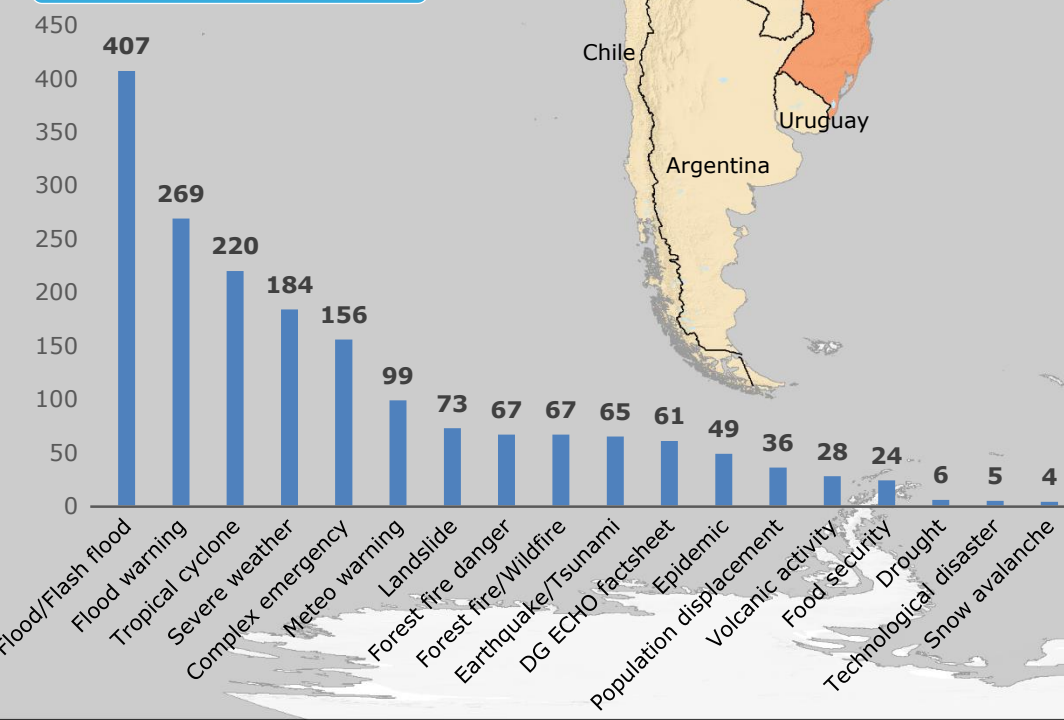 450
400
350
300
250
200
150
100
50
0
407
269
220
184
156
99
73
67
67
65
61
49
36
28
24
6
5
4
Flood/Flash flood
Flood warning
Tropical cyclone
Severe weather
Complex emergency
Meteo warning
Landslide
Forest fire danger
Forest fire/Wildfire
Earthquake/Tsunami
DG ECHO factsheet
Epidemic
Population displacement
Volcanic activity
Food security
Drought
Technological disaster
Snow avalanche
Chile
Uruguay
Argentina